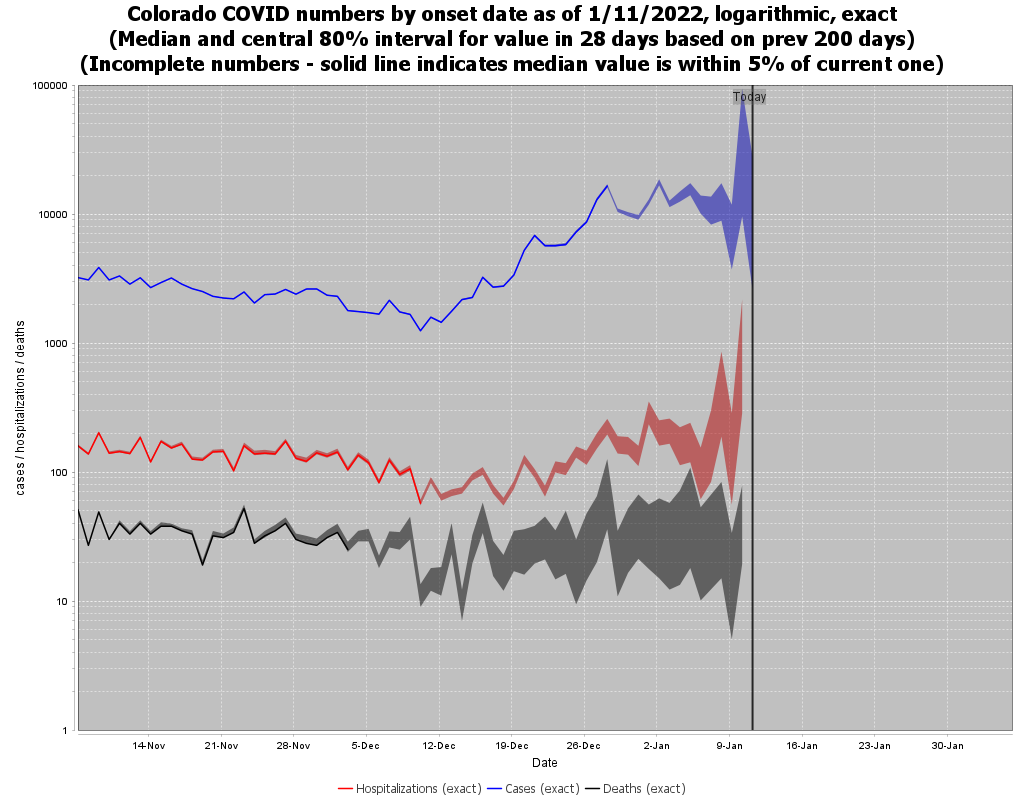 Colorado COVID numbers by onset date as of 1/11/2022, logarithmic, exact
(Median and central 80% interval for value in 28 days based on prev 200 days)
(Incomplete numbers - solid line indicates median value is within 5% of current one)
Today
cases / hospitalizations / deaths
100000
10000
1000
100
10
1
14-Nov 21-Nov 28-Nov 5-Dec 12-Dec 19-Dec 26-Dec 2-Jan 9-Jan 16-Jan 23-Jan 30-Jan
Date
Hospitalizations (exact) Cases (exact) Deaths (exact)